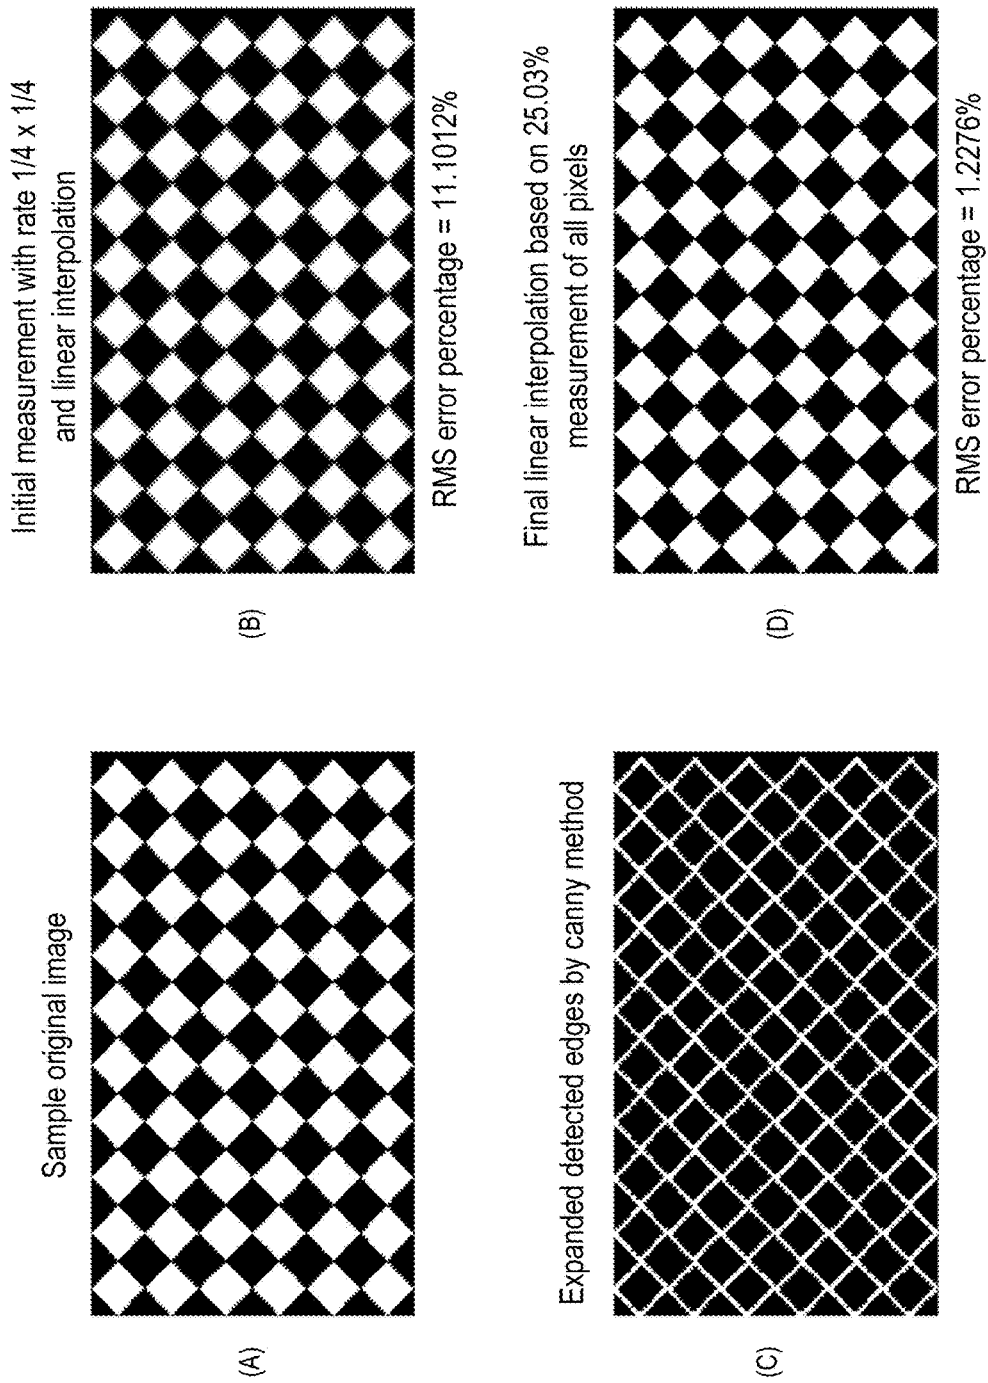 Sample original image
(A)
Initial measurement with rate 1/4 x 1/4
and linear interpolation
(B)
RMS error percentage = 11.1012%
Expanded detected edges by canny method
(C)
Final linear interpolation based on 25.03%
measurement of all pixels
(D)
RMS error percentage = 1.2276%